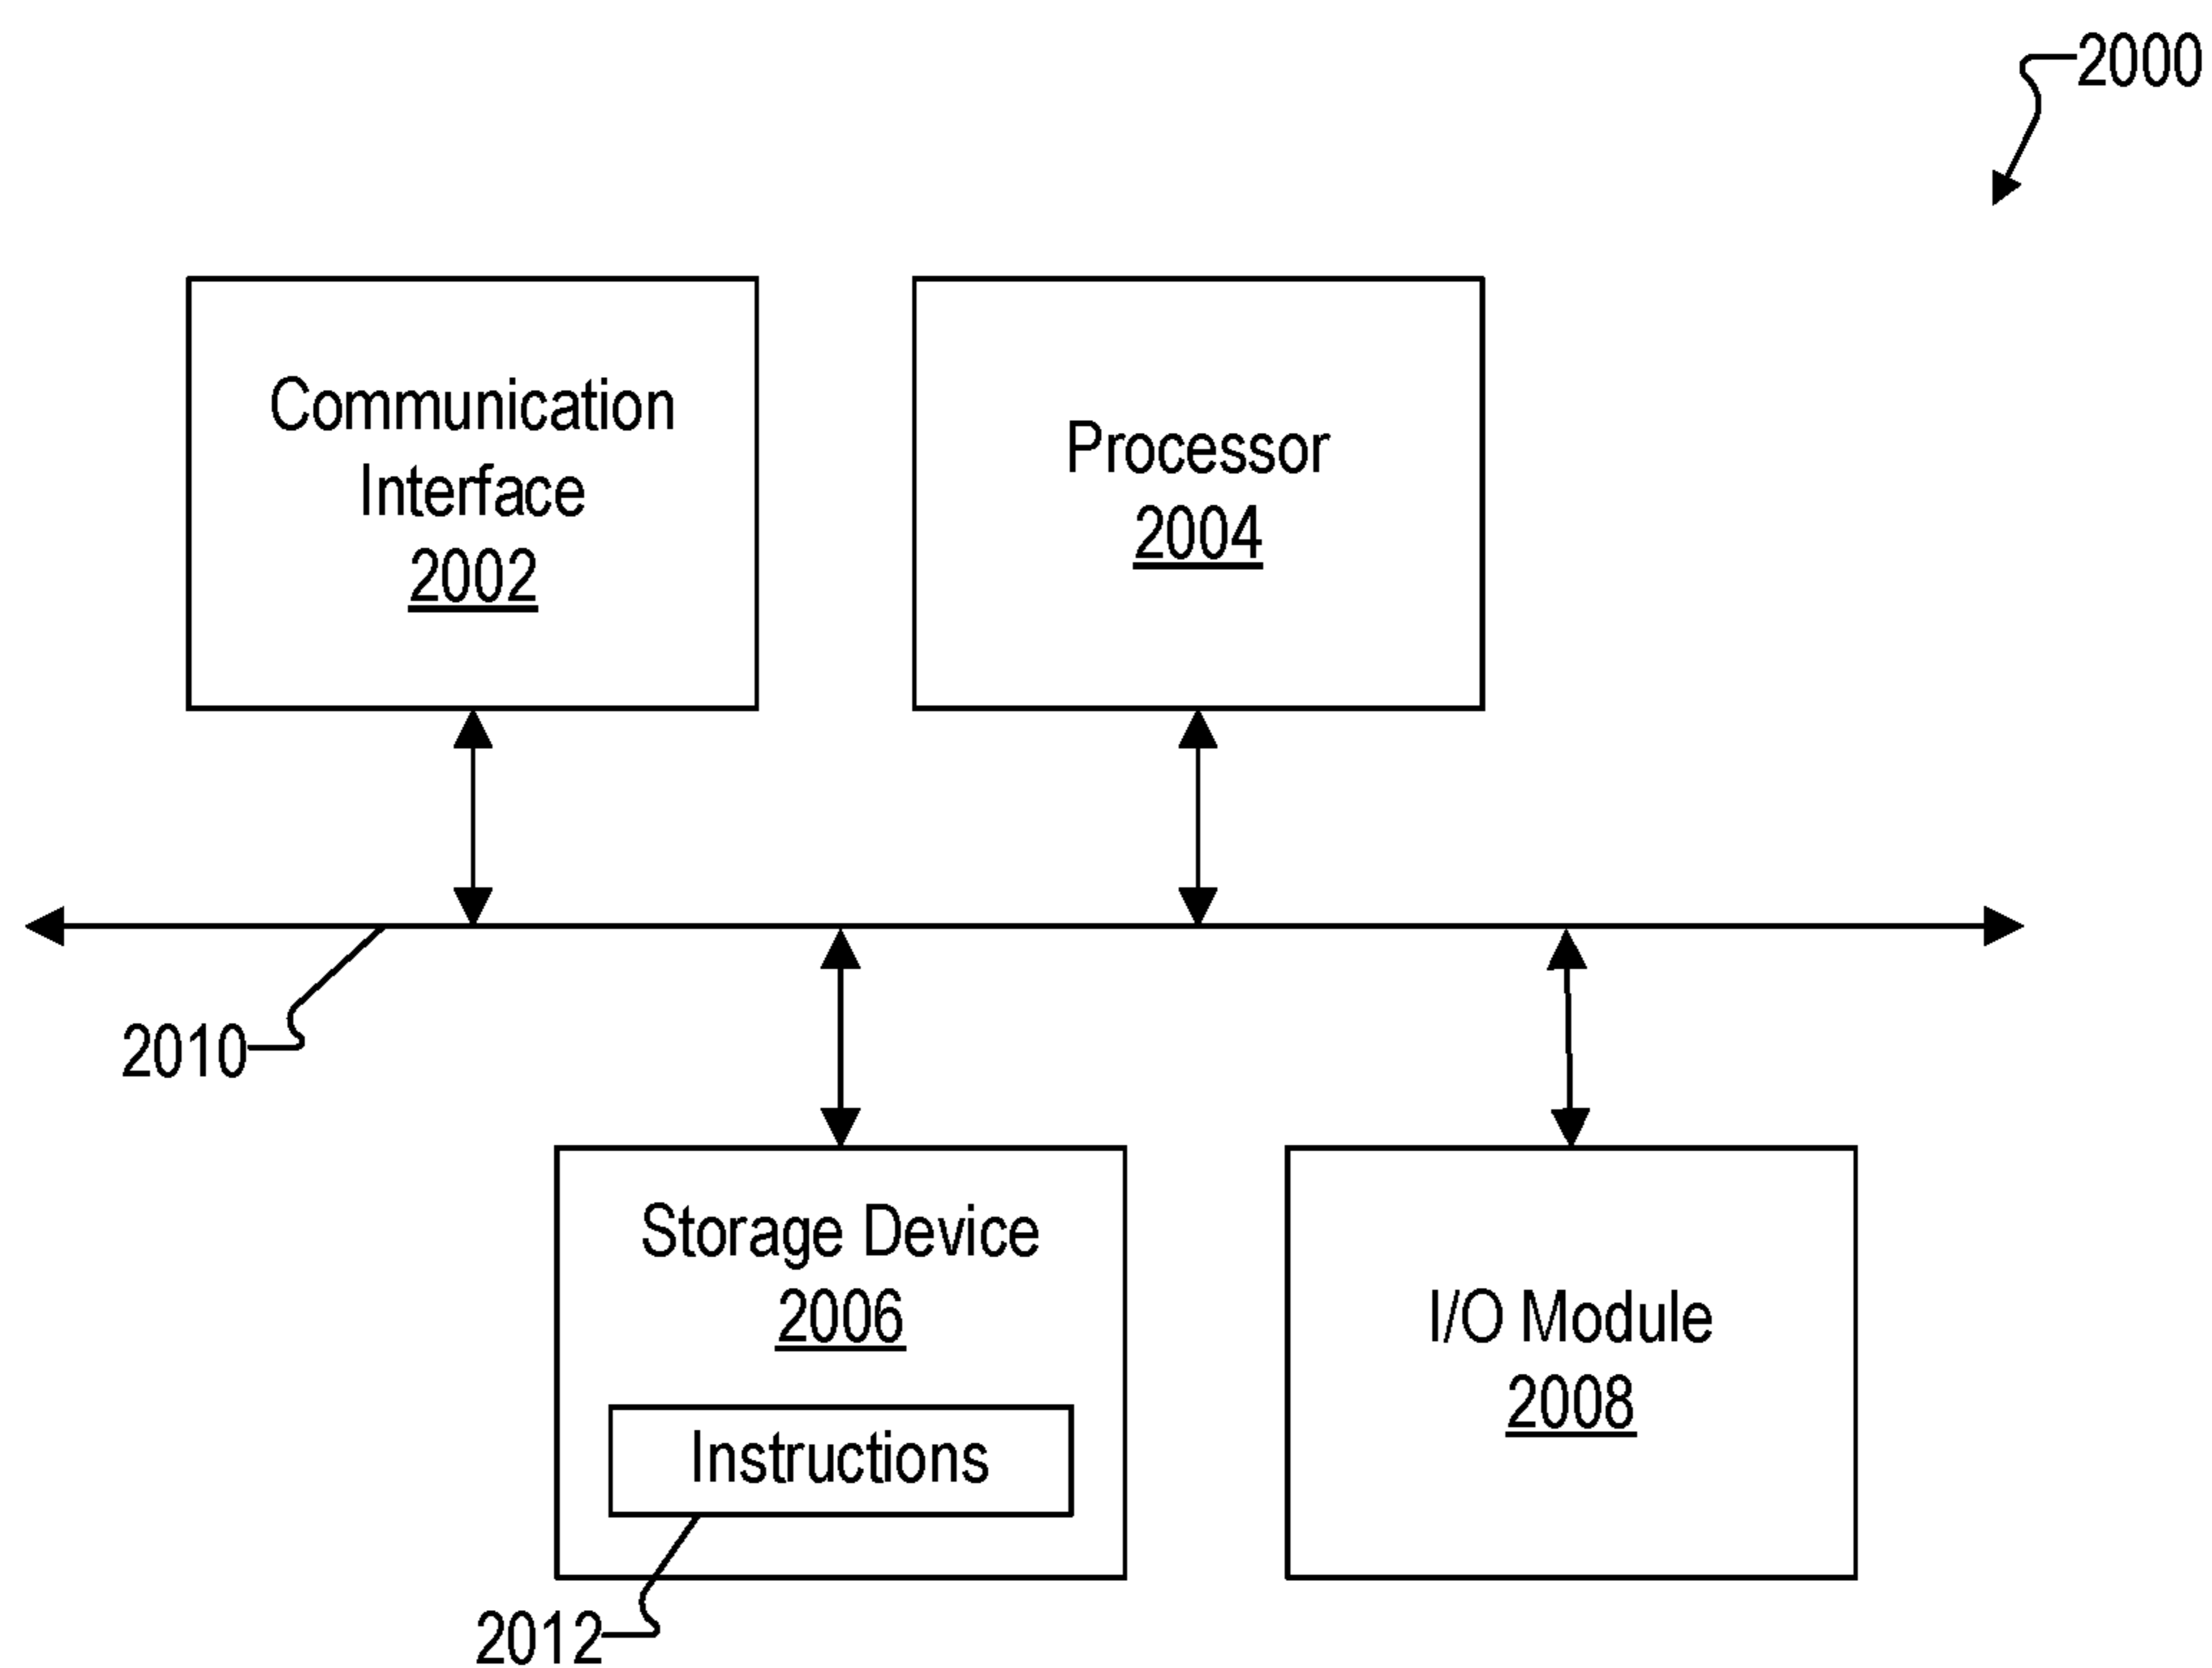 2000
Communication
Interface
2002
Processor
2004
2010
Storage Device
2006
Instructions
2012
I/O Module
2008